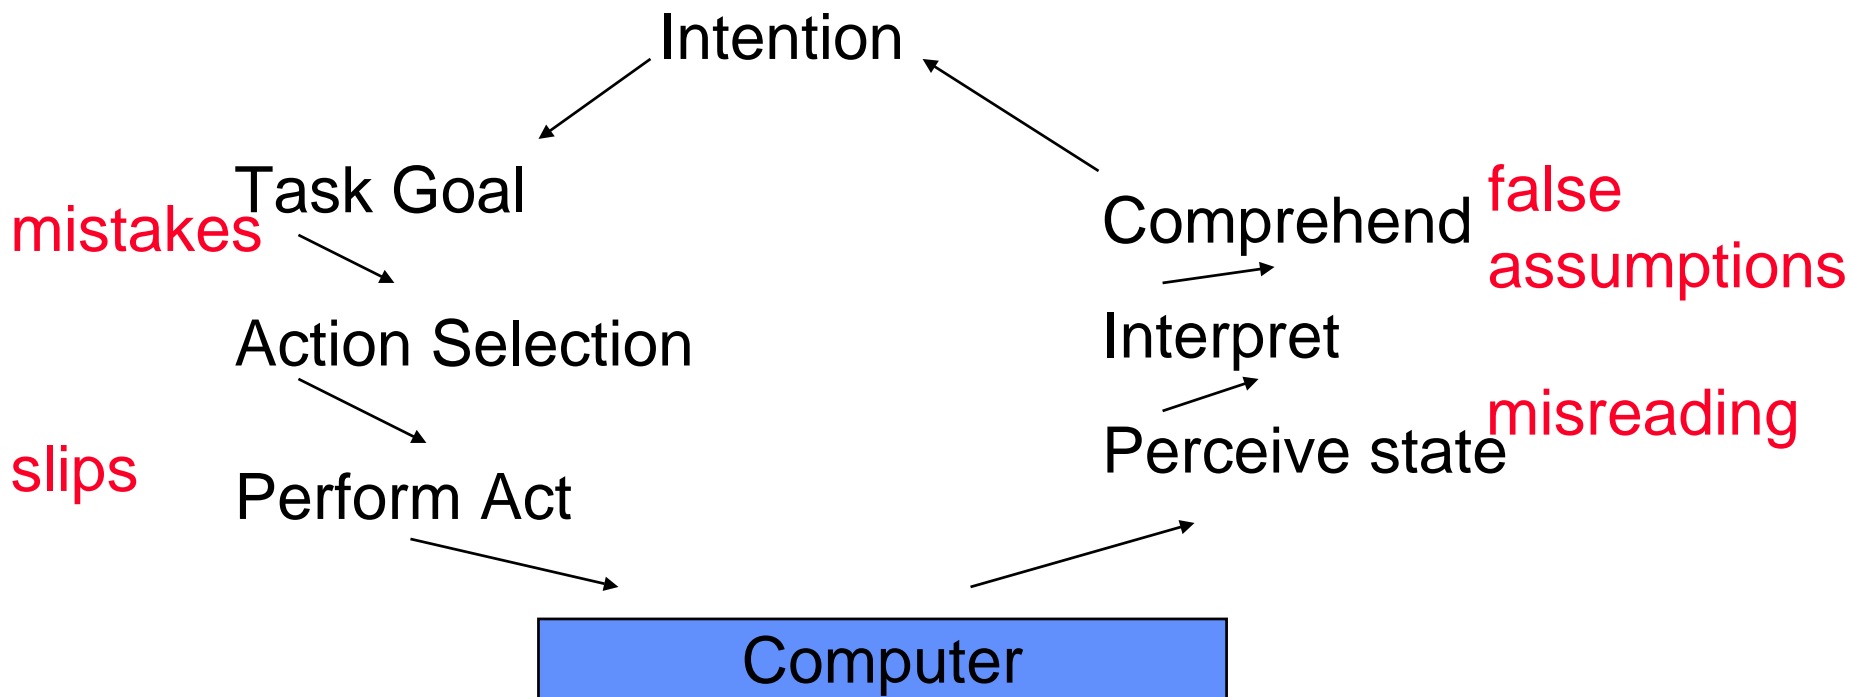 Intention
Task Goal
mistakes
Action Selection
slips
Perform Act
Comprehend
false
assumptions
Interpret
misreading
Perceive state
Computer